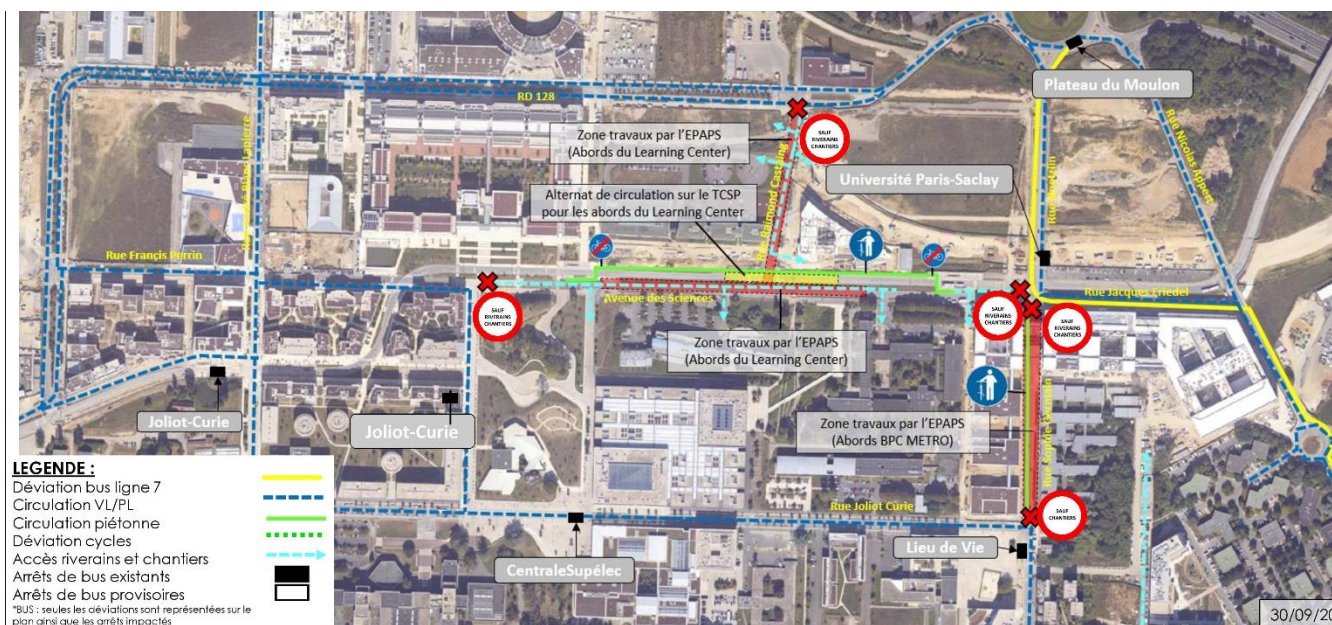 Plateau du Moulon
RD 128
Zone travaux par l'EPAPS
(Abords du Learning Center)
SAUF
RIVERAINS
CHANTIERS
Rue Raimond Castaing
Rue Nicolas Appert
Université Paris-Saclay
Alternat de circulation sur le TCSP
pour les abords du Learning Center
Rue Francis Perrin
Avenue des Sciences
Rue Jacques Friedel
SAUF
RIVERAINS
CHANTIERS
SAUF
RIVERAINS
CHANTIERS
SAUF
RIVERAINS
CHANTIERS
Zone travaux par l'EPAPS
(Abords du Learning Center)
Joliot-Curie
Joliot-Curie
Zone travaux par l'EPAPS
(Abords BPC METRO)
Rue Sophie Germain
Rue Joliot Curie
SAUF
CHANTIERS
Lieu de Vie
CentraleSupélec
LEGENDE :
Déviation bus ligne 7
Circulation VL/PL
Circulation piétonne
Déviation cycles
Accès riverains et chantiers
Arrêts de bus existants
Arrêts de bus provisoires
*BUS : seules les déviations sont représentées sur le
plan ainsi que les arrêts impactés
30/09/20